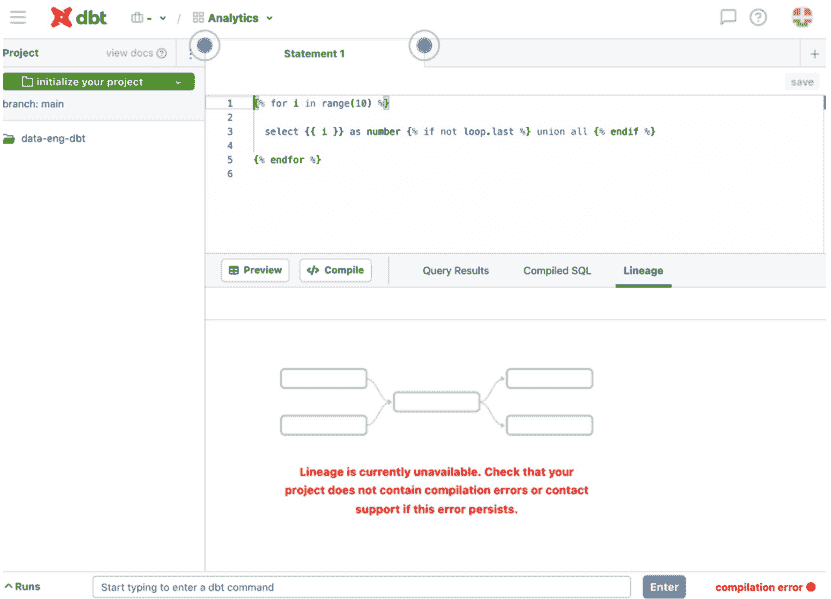 dbt
-
/
Analytics
Project
view docs
Statement 1
+
initialize your project
save
branch: main
data-eng-dbt
1 {% for i in range(10) %}
2
3 select {{ i }} as number {% if not loop.last %} union all {% endif %}
4
5 {% endfor %}
6
Preview
</> Compile
Query Results
Compiled SQL
Lineage
Lineage is currently unavailable. Check that your
project does not contain compilation errors or contact
support if this error persists.
Runs
Start typing to enter a dbt command
Enter
compilation error